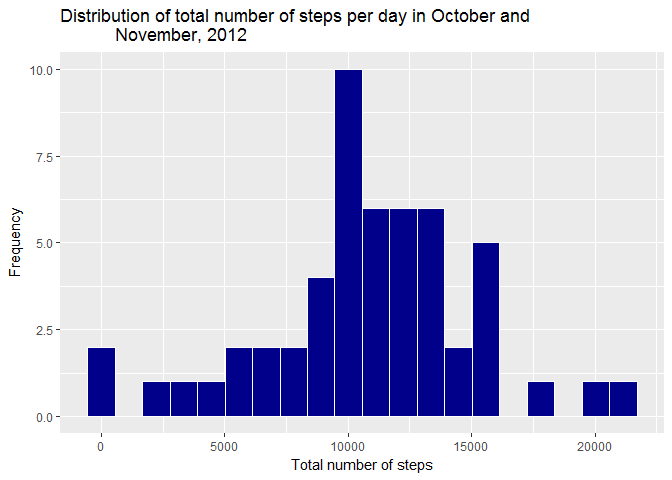 Distribution of total number of steps per day in October and
November, 2012
10.0
7.5
5.0
2.5
0.0
Frequency
0 5000 10000 15000 20000
Total number of steps